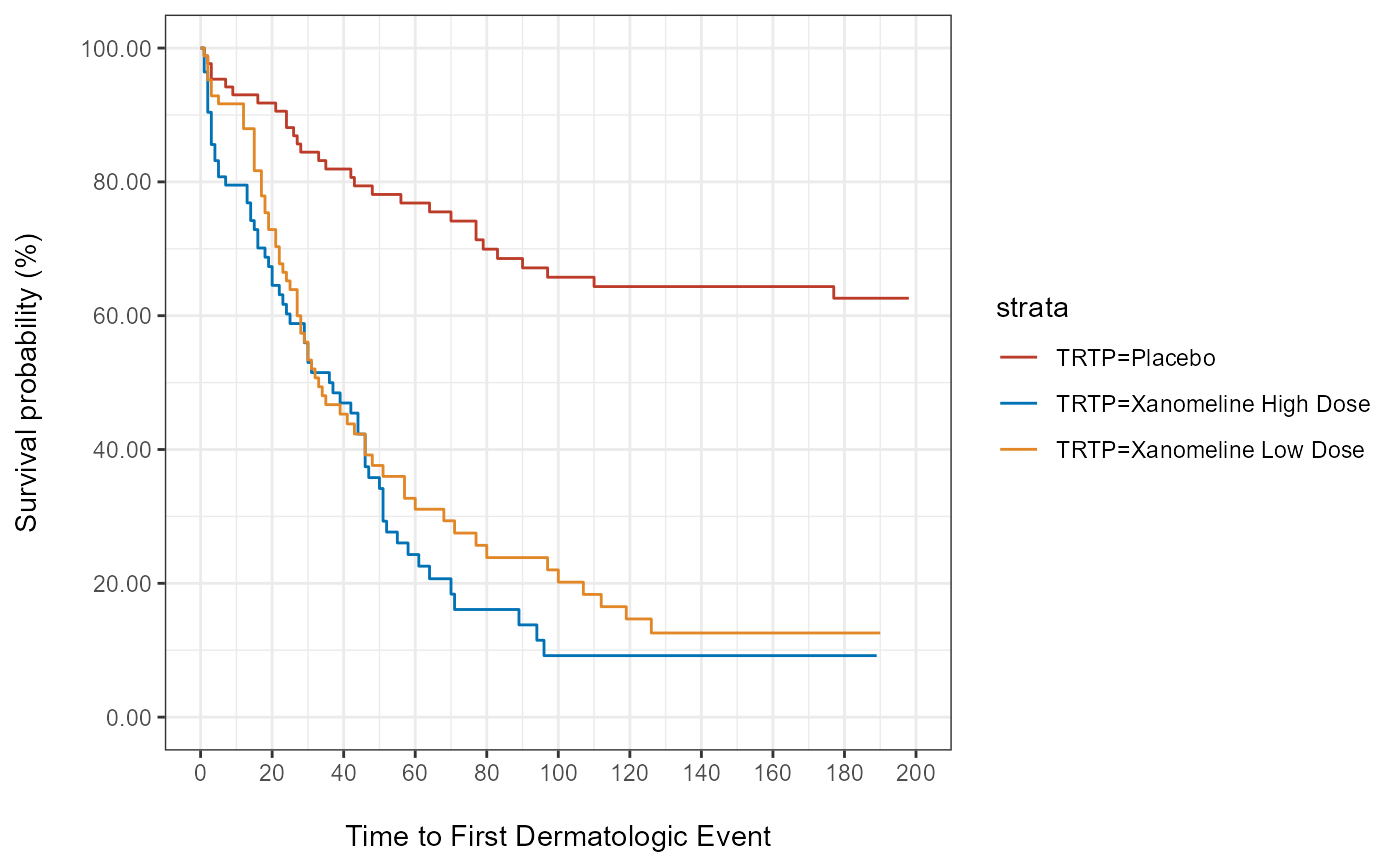 Survival probability (%)
100.00
80.00
60.00
40.00
20.00
0.00
0 20 40 60 80 100 120 140 160 180 200
Time to First Dermatologic Event
strata
TRTP=Placebo
TRTP=Xanomeline High Dose
TRTP=Xanomeline Low Dose